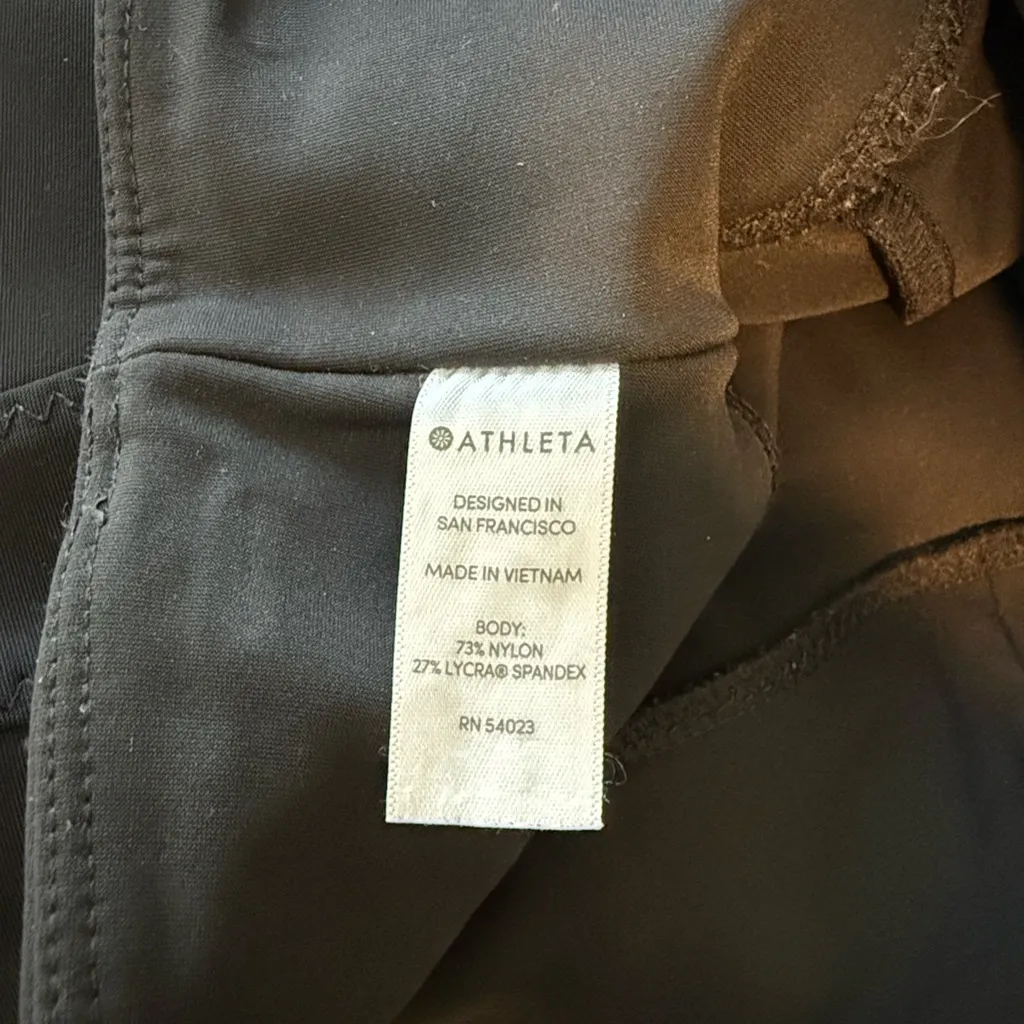 ATHLETA
DESIGNED IN
SAN FRANCISCO
MADE IN VIETNAM
BODY:
73% NYLON
27% LYCRA® SPANDEX
RN 54023